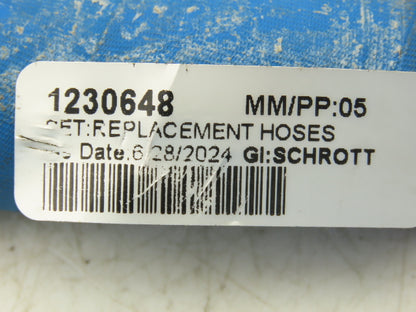 1230648 MM/PP:05
SET:REPLACEMENT HOSES
Date:6/28/2024 GI:SCHROTT